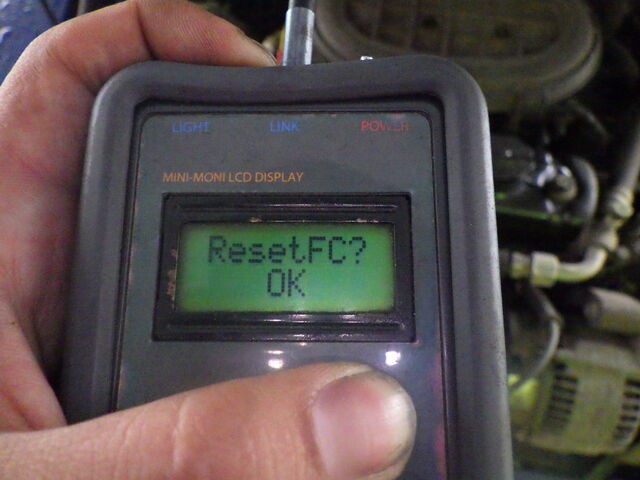 LIGHT LINK POWER
MINI-MONI LCD DISPLAY
ResetFC?
OK